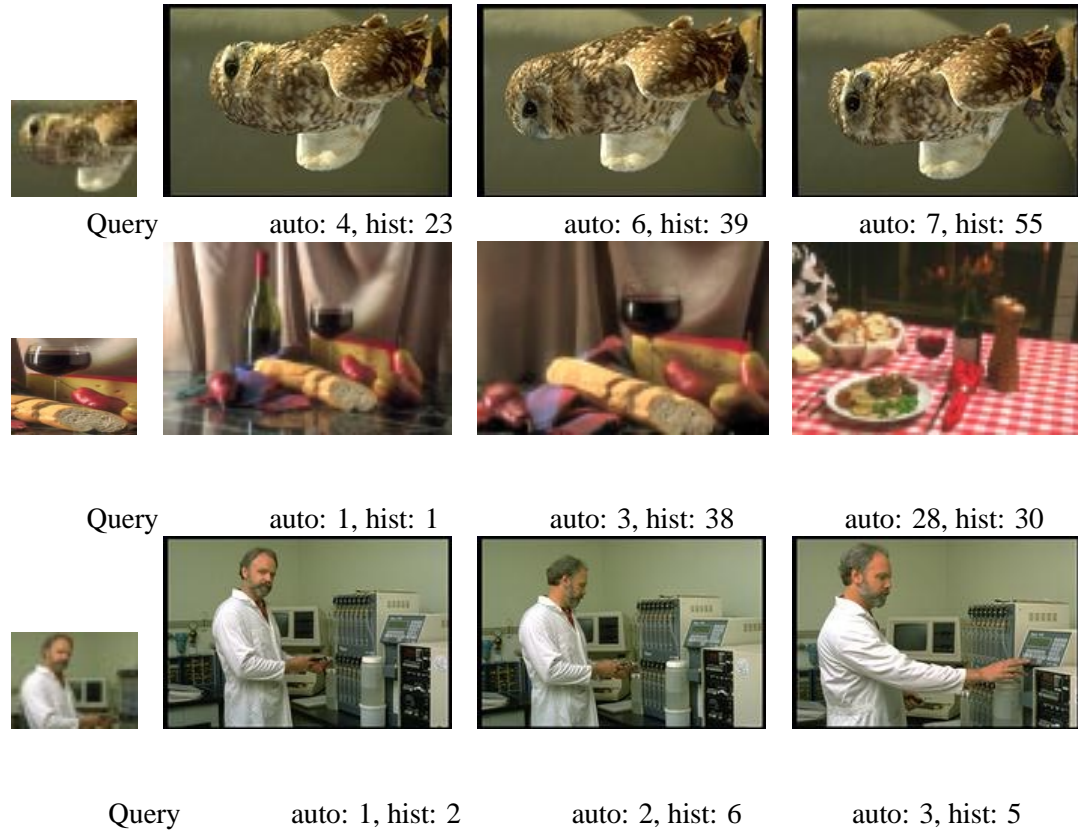 Query auto: 4, hist: 23 auto: 6, hist: 39 auto: 7, hist: 55
Query auto: 1, hist: 1 auto: 3, hist: 38 auto: 28, hist: 30
Query auto: 1, hist: 2 auto: 2, hist: 6 auto: 3, hist: 5